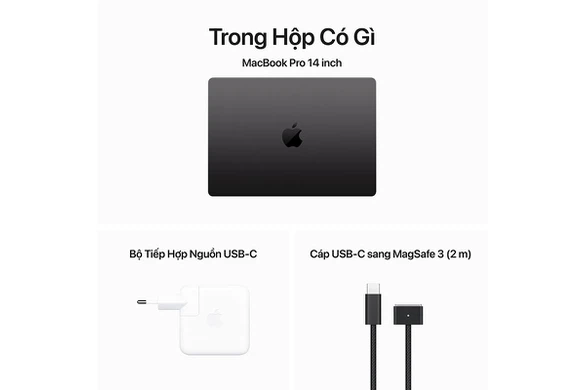 Trong Hộp Có Gì
MacBook Pro 14 inch
Bộ Tiếp Hợp Nguồn USB-C
Cáp USB-C sang MagSafe 3 (2 m)